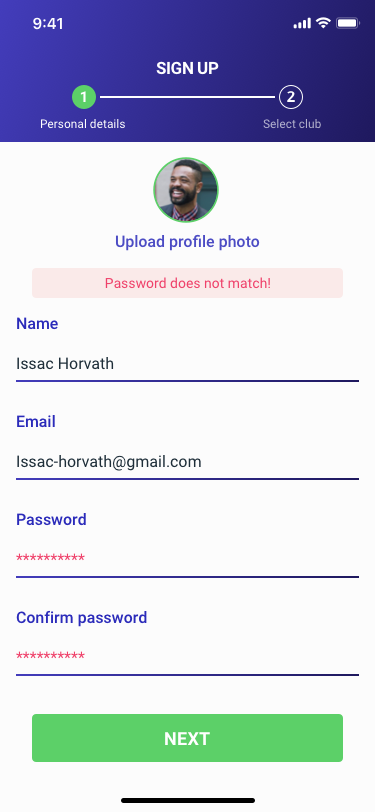 9:41
SIGN UP
1
2
Personal details
Select club
Upload profile photo
Password does not match!
Name
Issac Horvath
Email
Issac-horvath@gmail.com
Password
**********
Confirm password
**********
NEXT